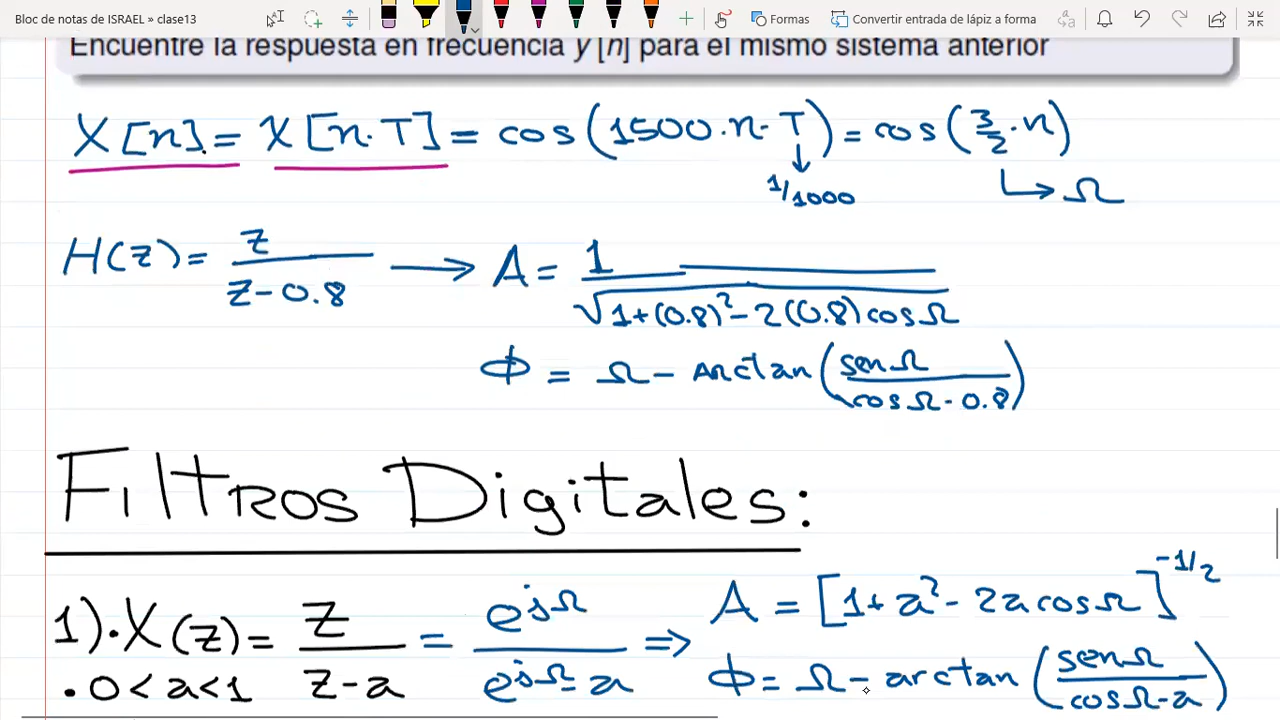 Bloc de notas de ISRAEL » clase13
Formas
Convertir entrada de lápiz a forma
Encuentre la respuesta en frecuencia y [n] para el mismo sistema anterior
X[n] = X[n·T] = cos(1500·n·T) = cos(3/2·n)
↓ 1/1000
↳ Ω
H(z) = z/(z-0.8) → A = 1/√(1+(0.8)²-2(0.8)cosΩ)
Φ = Ω - Arctan(senΩ/(cosΩ-0.8))
Filtros Digitales:
1)·X(z) = z/(z-a) = e^jΩ/(e^jΩ-a) ⇒ A = [1+a²-2acosΩ]^-1/2
·0<a<1
Φ = Ω - arctan(senΩ/(cosΩ-a))